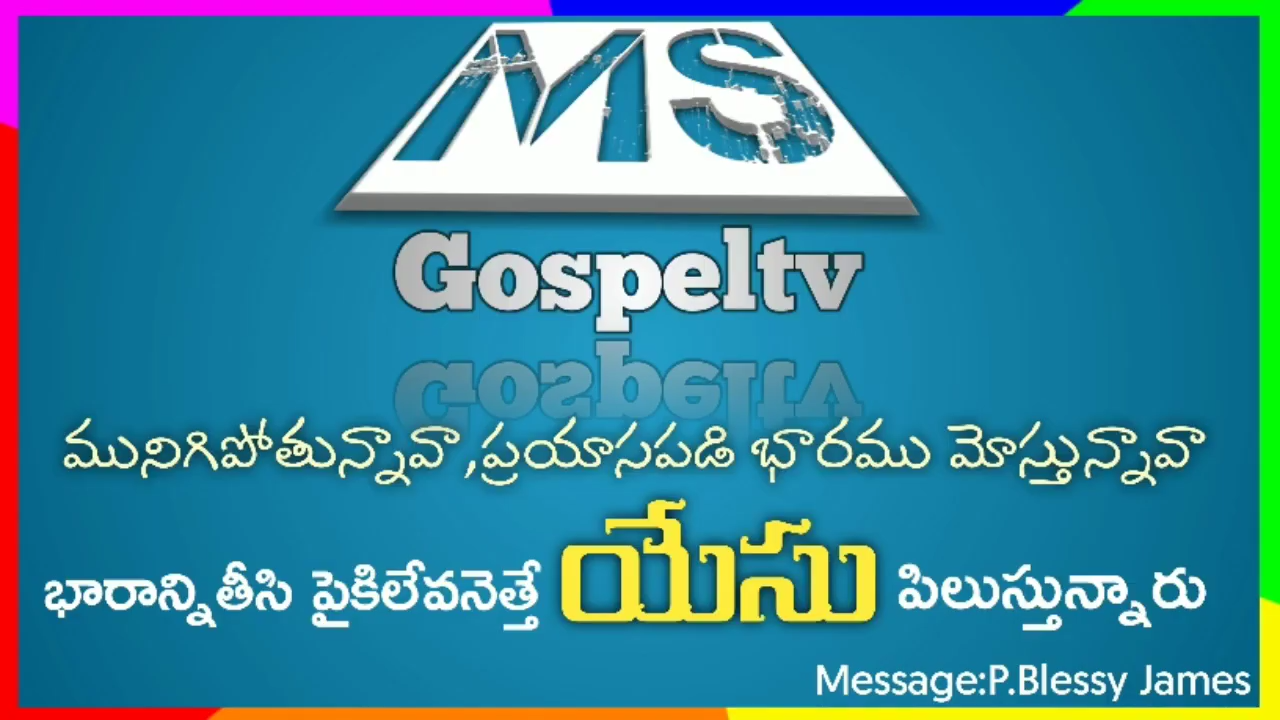 MS
Gospeltv
మునిగిపోతున్నావా ,ప్రయాసపడి భారము మోస్తున్నావా
భారాన్నితీసి పైకిలేవనెత్తే యేసు పిలుస్తున్నారు
Message:P.Blessy James